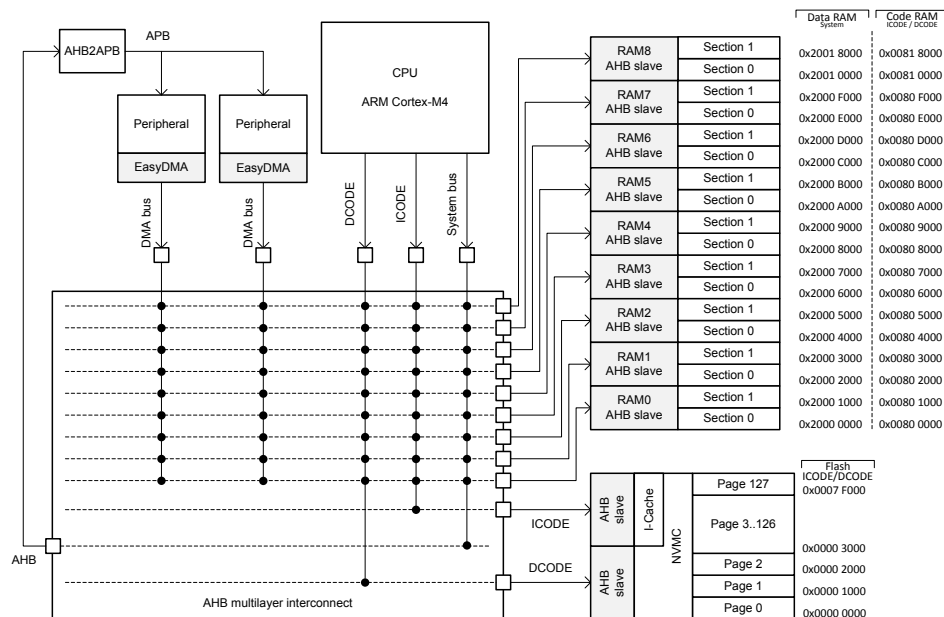 Data RAM
System
Code RAM
ICODE / DCODE
AHB2APB
APB
CPU
ARM Cortex-M4
Peripheral
EasyDMA
Peripheral
EasyDMA
DMA bus
DMA bus
DCODE
ICODE
System bus
RAM8
AHB slave
Section 1
Section 0
0x2001 8000
0x0081 8000
0x2001 0000
0x0081 0000
RAM7
AHB slave
Section 1
Section 0
0x2000 F000
0x0080 F000
0x2000 E000
0x0080 E000
RAM6
AHB slave
Section 1
Section 0
0x2000 D000
0x0080 D000
0x2000 C000
0x0080 C000
RAM5
AHB slave
Section 1
Section 0
0x2000 B000
0x0080 B000
0x2000 A000
0x0080 A000
RAM4
AHB slave
Section 1
Section 0
0x2000 9000
0x0080 9000
0x2000 8000
0x0080 8000
RAM3
AHB slave
Section 1
Section 0
0x2000 7000
0x0080 7000
0x2000 6000
0x0080 6000
RAM2
AHB slave
Section 1
Section 0
0x2000 5000
0x0080 5000
0x2000 4000
0x0080 4000
RAM1
AHB slave
Section 1
Section 0
0x2000 3000
0x0080 3000
0x2000 2000
0x0080 2000
RAM0
AHB slave
Section 1
Section 0
0x2000 1000
0x0080 1000
0x2000 0000
0x0080 0000
Flash
ICODE/DCODE
ICODE
AHB
slave
I-Cache
NVMC
Page 127
0x0007 F000
Page 3..126
0x0000 3000
AHB
DCODE
AHB
slave
Page 2
0x0000 2000
Page 1
0x0000 1000
Page 0
0x0000 0000
AHB multilayer interconnect